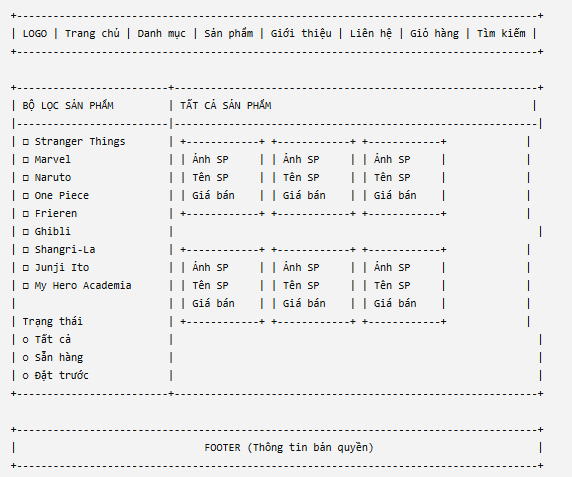 +--------------------------------------------------------------------------------------+
| LOGO | Trang chủ | Danh mục | Sản phẩm | Giới thiệu | Liên hệ | Giỏ hàng | Tìm kiếm |
+--------------------------------------------------------------------------------------+
+-------------------------+------------------------------------------------------------+
| BỘ LỌC SẢN PHẨM | TẤT CẢ SẢN PHẨM |
|-------------------------|------------------------------------------------------------|
| □ Stranger Things | +------------+ +------------+ +------------+ |
| □ Marvel | | Ảnh SP | | Ảnh SP | | Ảnh SP | |
| □ Naruto | | Tên SP | | Tên SP | | Tên SP | |
| □ One Piece | | Giá bán | | Giá bán | | Giá bán | |
| □ Frieren | +------------+ +------------+ +------------+ |
| □ Ghibli | |
| □ Shangri-La | +------------+ +------------+ +------------+ |
| □ Junji Ito | | Ảnh SP | | Ảnh SP | | Ảnh SP | |
| □ My Hero Academia | | Tên SP | | Tên SP | | Tên SP | |
| | | Giá bán | | Giá bán | | Giá bán | |
| Trạng thái | +------------+ +------------+ +------------+ |
| ○ Tất cả | |
| ○ Sẵn hàng | |
| ○ Đặt trước | |
+-------------------------+------------------------------------------------------------+
+--------------------------------------------------------------------------------------+
| FOOTER (Thông tin bản quyền) |
+--------------------------------------------------------------------------------------+